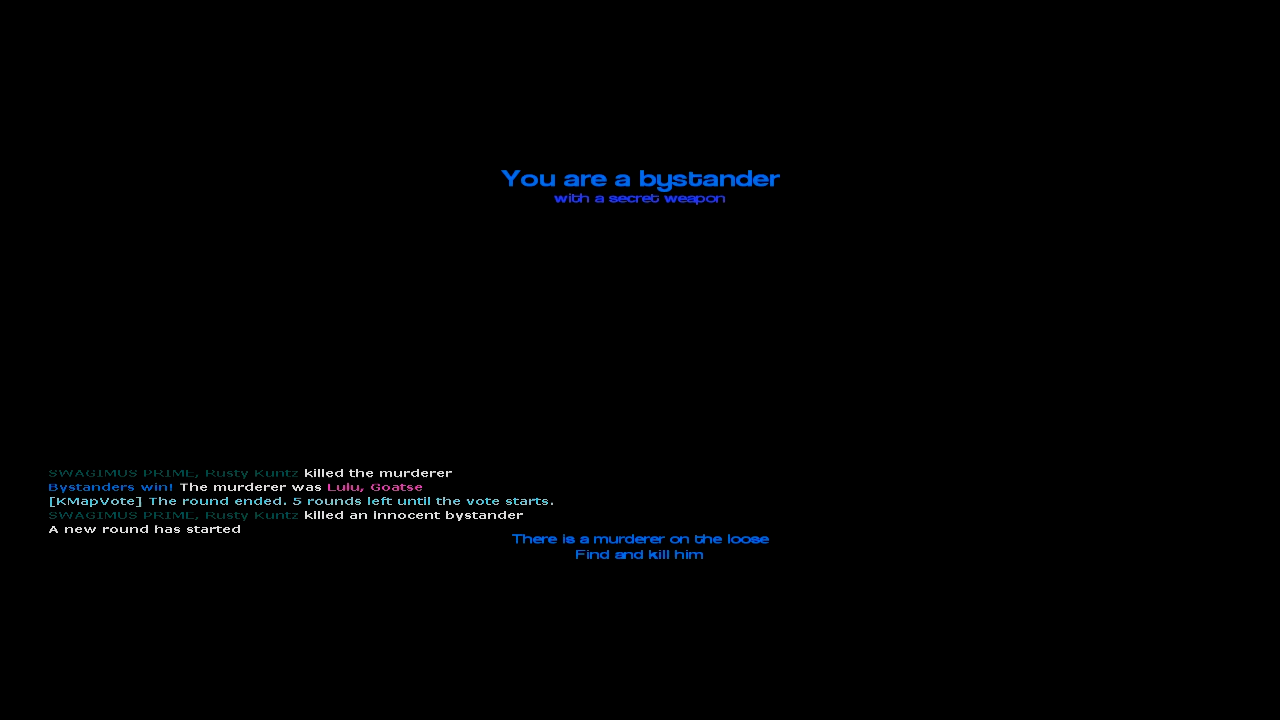 You are a bystander
with a secret weapon
SWAGIMUS PRIME, Rusty Kuntz killed the murderer
Bystanders win! The murderer was Lulu, Goatse
[KMapVote] The round ended. 5 rounds left until the vote starts.
SWAGIMUS PRIME, Rusty Kuntz killed an innocent bystander
A new round has started
There is a murderer on the loose
Find and kill him